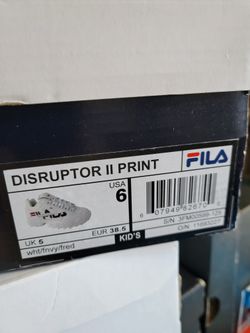 DISRUPTOR II PRINT
FILA
USA
6
UK 5
EUR 38.5
wht/fnvy/fred
KID'S